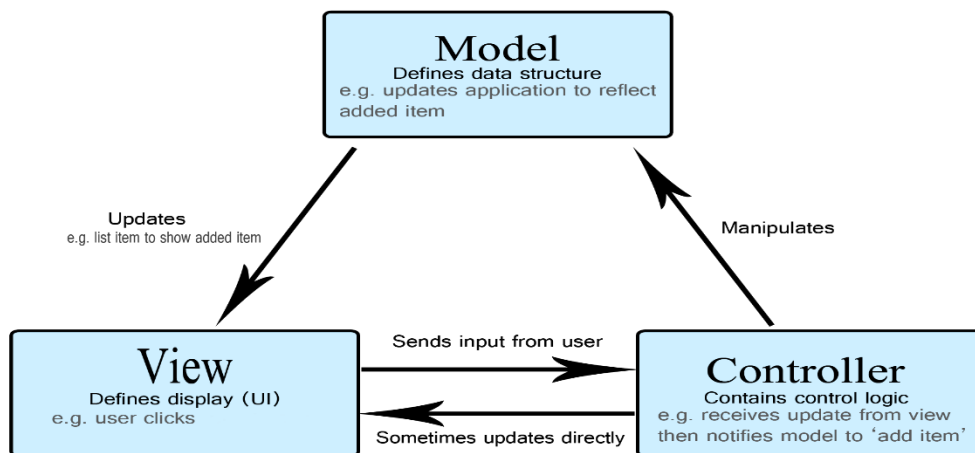 Model
Defines data structure
e.g. updates application to reflect
added item
Updates
e.g. list item to show added item
Manipulates
View
Defines display (UI)
e.g. user clicks
Sends input from user
Sometimes updates directly
Controller
Contains control logic
e.g. receives update from view
then notifies model to ‘add item’